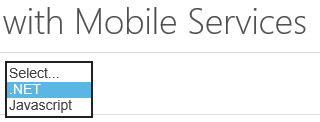 with Mobile Services
Select...
.NET
Javascript